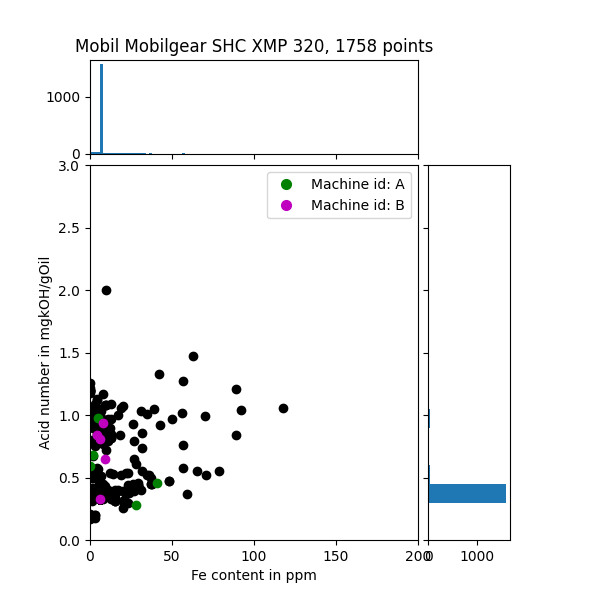 Mobil Mobilgear SHC XMP 320, 1758 points
1000
0
3.0
2.5
2.0
1.5
1.0
0.5
0.0
Acid number in mgkOH/gOil
Machine id: A
Machine id: B
0 50 100 150 200
0 1000
Fe content in ppm